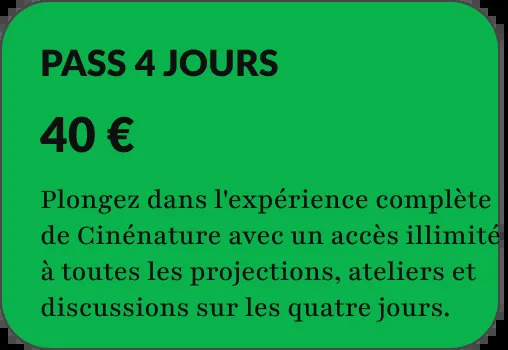 PASS 4 JOURS
40 €
Plongez dans l'expérience complète
de Cinénature avec un accès illimité
à toutes les projections, ateliers et
discussions sur les quatre jours.